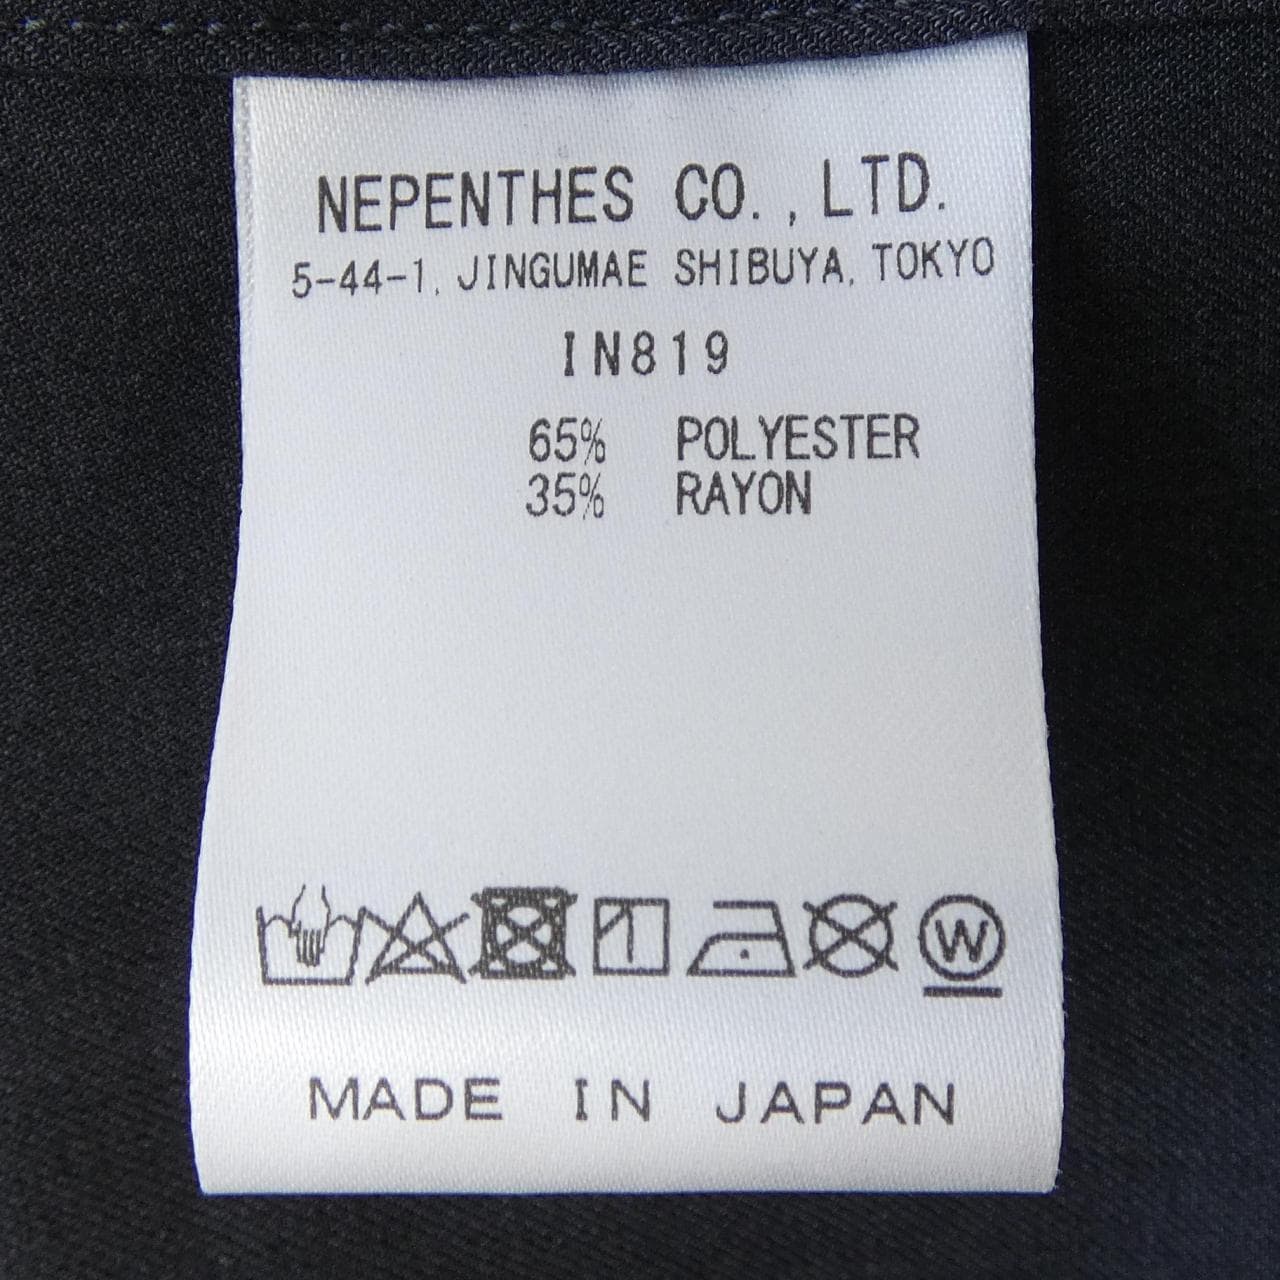 NEPENTHES CO., LTD.
5-44-1, JINGUMAE SHIBUYA, TOKYO
IN819
65% POLYESTER
35% RAYON
W
MADE IN JAPAN